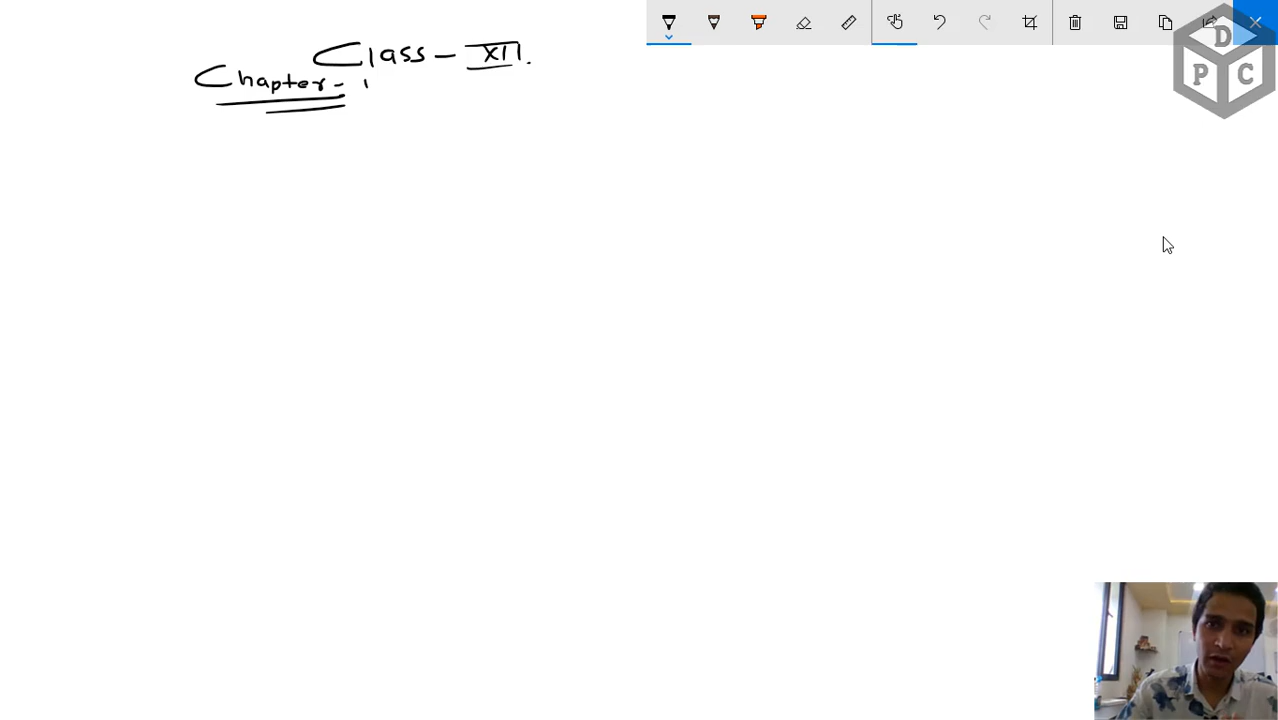 Class - XII.
Chapter - 1
D
P C